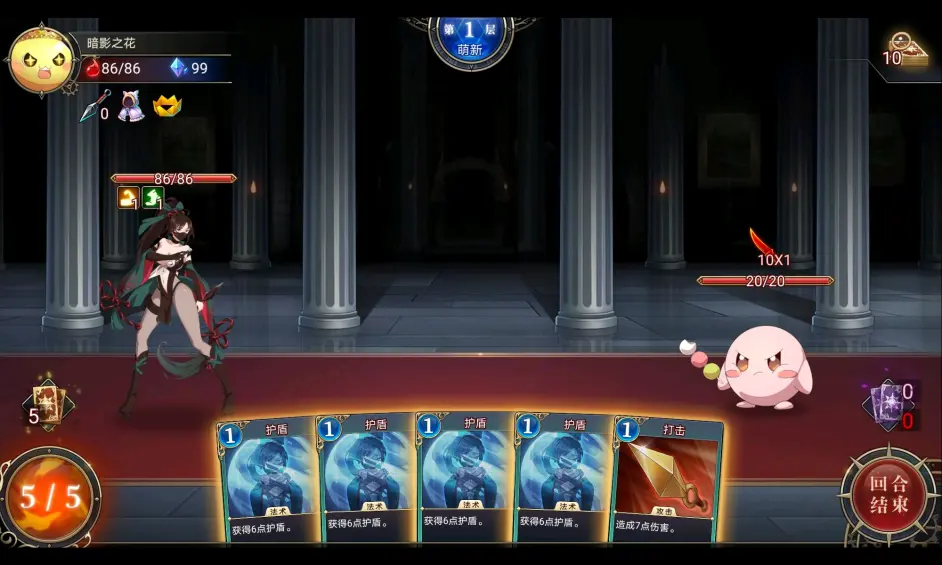 第 1 层
萌新
暗影之花
86/86
99
10
0
86/86
1
1
10X1
20/20
5
0
0
5/5
1 护盾
法术
获得6点护盾。
1 护盾
法术
获得6点护盾。
1 护盾
法术
获得6点护盾。
1 护盾
法术
获得6点护盾。
1 打击
攻击
造成7点伤害。
回合
结束